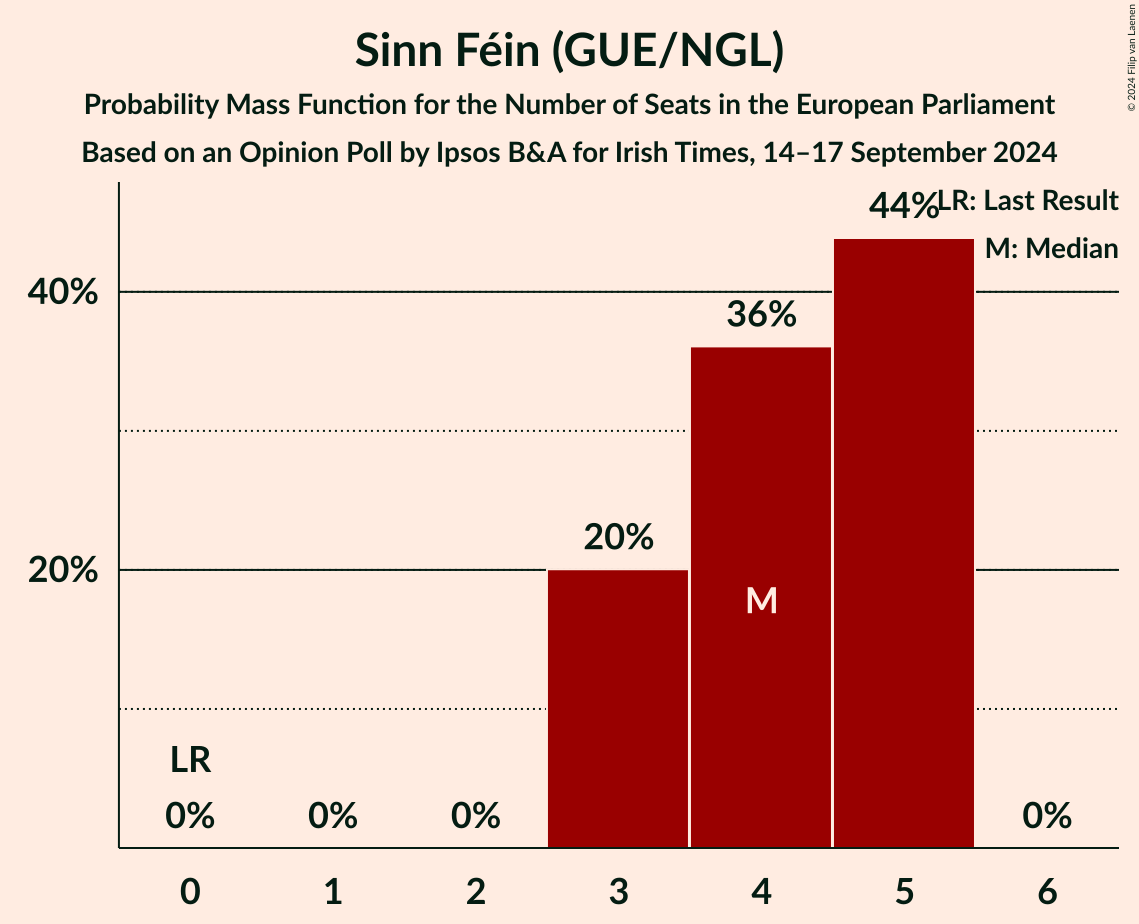 Sinn Féin (GUE/NGL)
Probability Mass Function for the Number of Seats in the European Parliament
Based on an Opinion Poll by Ipsos B&A for Irish Times, 14–17 September 2024
© 2024 Filip van Laenen
LR: Last Result
M: Median
44%
40%
36%
20%
20%
M
LR
0%
0%
0%
0%
0
1
2
3
4
5
6